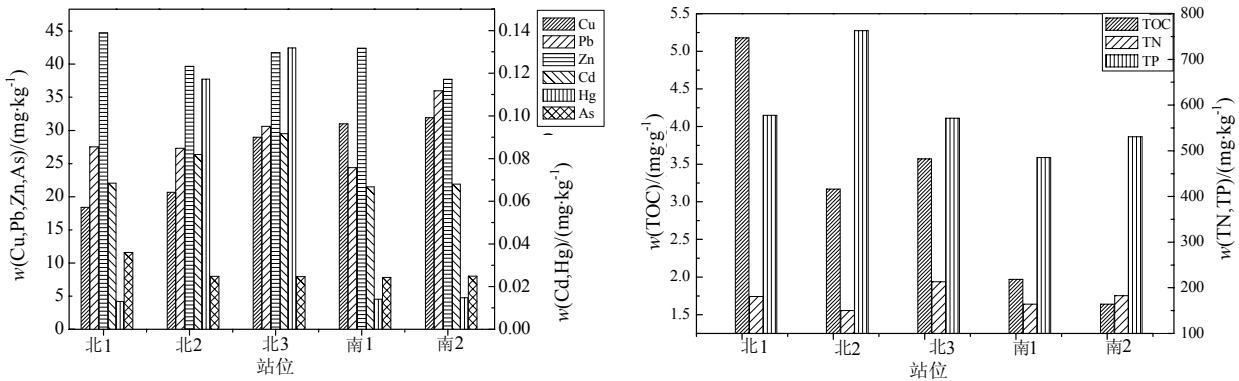 w(Cu,Pb,Zn,As)/(mg·kg-1)
45
40
35
30
25
20
15
10
5
0
Cu
Pb
Zn
Cd
Hg
As
0.14
0.12
0.10
0.08
0.06
0.04
0.02
0.00
w(Cd,Hg)/(mg·kg-1)
北1 北2 北3 南1 南2
站位
w(TOC)/(mg·g-1)
5.5
5.0
4.5
4.0
3.5
3.0
2.5
2.0
1.5
TOC
TN
TP
800
700
600
500
400
300
200
100
w(TN,TP)/(mg·kg-1)
北1 北2 北3 南1 南2
站位